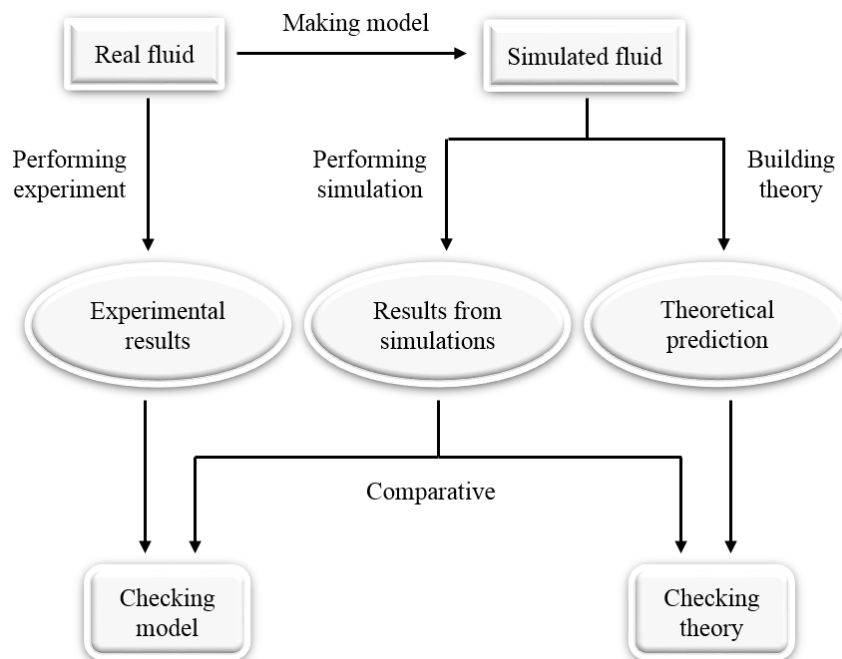 Making model
Real fluid
Simulated fluid
Performing
experiment
Performing
simulation
Building
theory
Experimental
results
Results from
simulations
Theoretical
prediction
Comparative
Checking
model
Checking
theory